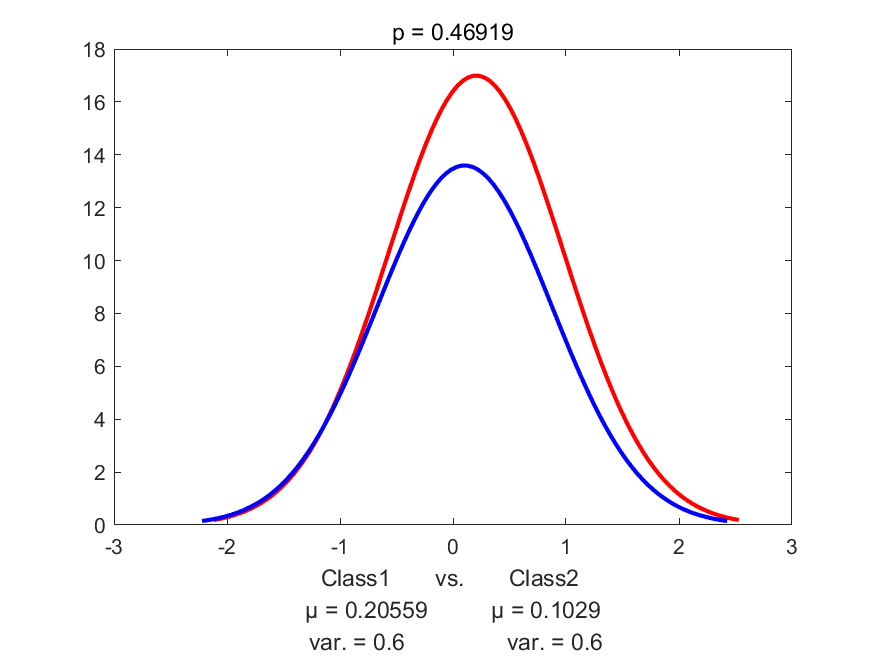 p = 0.46919
18
16
14
12
10
8
6
4
2
0
-3 -2 -1 0 1 2 3
Class1 vs. Class2
μ = 0.20559 μ = 0.1029
var. = 0.6 var. = 0.6